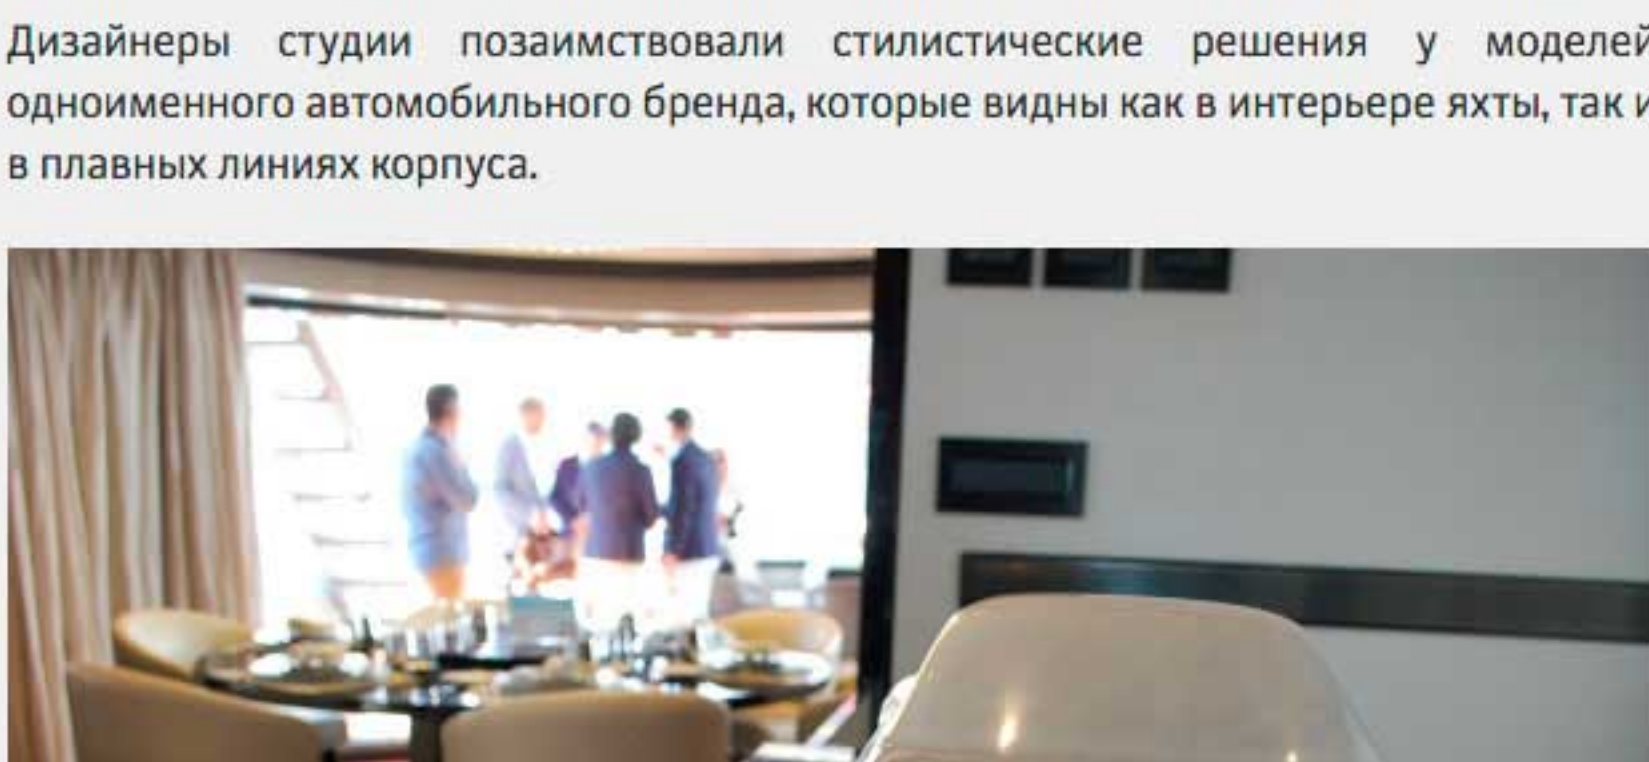 Дизайнеры студии позаимствовали стилистические решения у моделей
одноименного автомобильного бренда, которые видны как в интерьере яхты, так и
в плавных линиях корпуса.